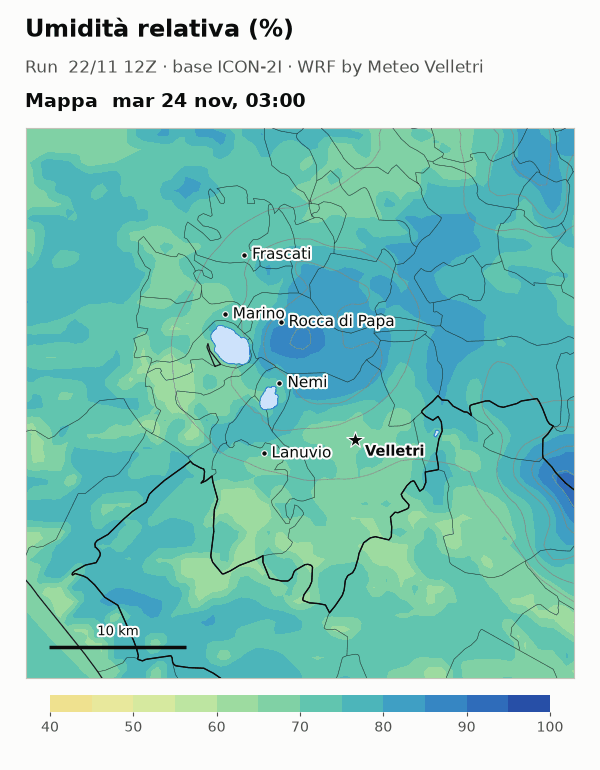 Umidità relativa (%)
Run  22/11 12Z · base ICON-2I · WRF by Meteo Velletri
Mappa  mar 24 nov, 03:00
Frascati
Marino
Rocca di Papa
Nemi
Velletri
Lanuvio
10 km
40 50 60 70 80 90 100